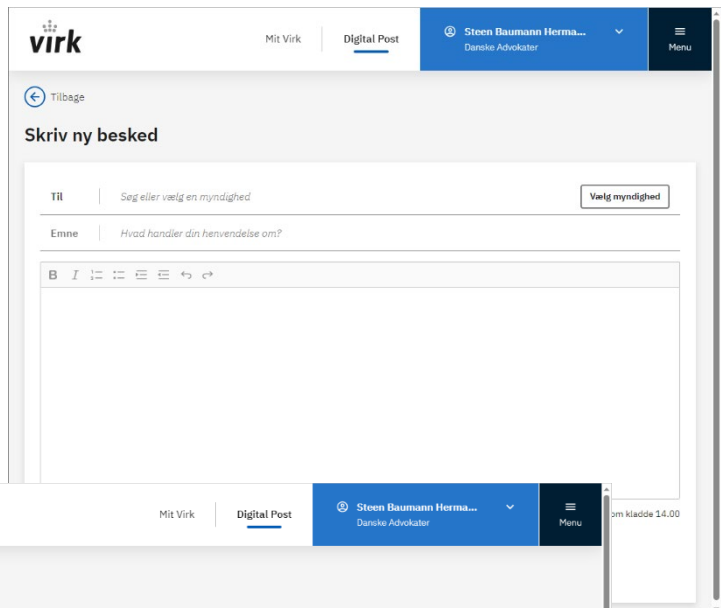 virk
Mit Virk
Digital Post
Steen Baumann Herma...
Danske Advokater
Menu
Tilbage
Skriv ny besked
Til
Søg eller vælg en myndighed
Vælg myndighed
Emne
Hvad handler din henvendelse om?
B I
Mit Virk
Digital Post
Steen Baumann Herma...
Danske Advokater
Menu
om kladde 14.00